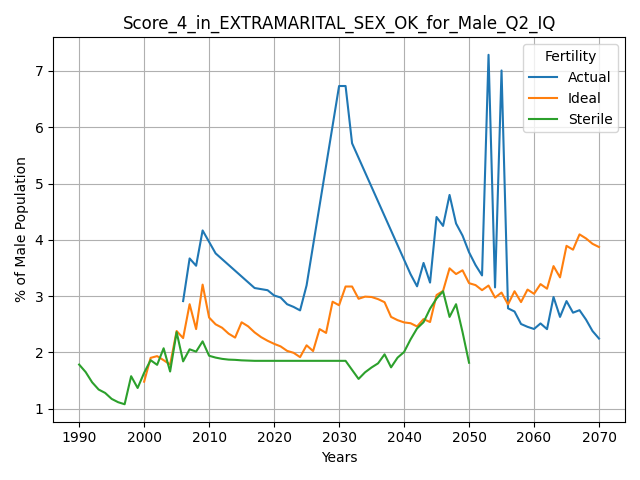 Score_4_in_EXTRAMARITAL_SEX_OK_for_Male_Q2_IQ
Fertility
Actual
Ideal
Sterile
% of Male Population
7
6
5
4
3
2
1
1990 2000 2010 2020 2030 2040 2050 2060 2070
Years